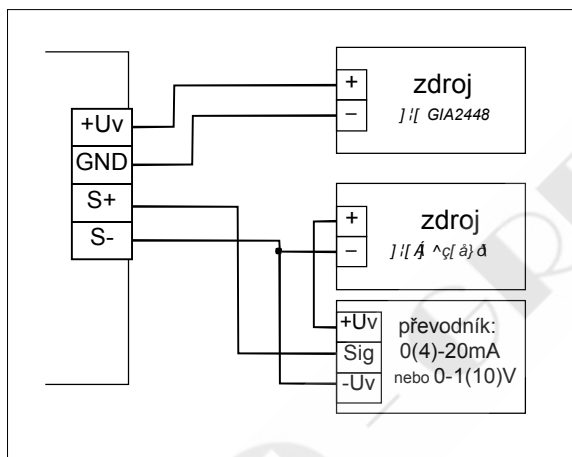 +Uv
GND
S+
S-
+
−
zdroj
GIA2448
+
−
zdroj
+Uv
Sig
-Uv
převodník:
0(4)-20mA
nebo 0-1(10)V